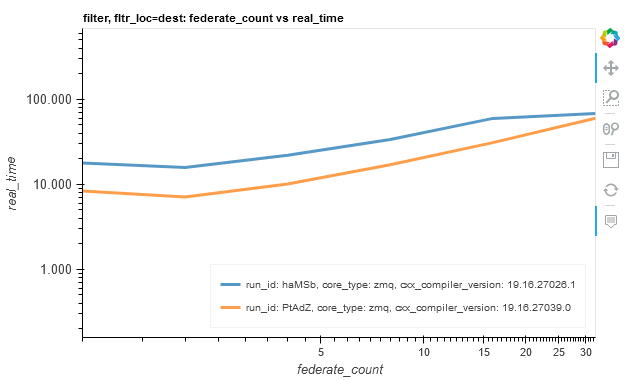 filter, fltr_loc=dest: federate_count vs real_time
100.000
10.000
1.000
real_time
run_id: haMSb, core_type: zmq, cxx_compiler_version: 19.16.27026.1
run_id: PtAdZ, core_type: zmq, cxx_compiler_version: 19.16.27039.0
5 10 15 20 25 30
federate_count